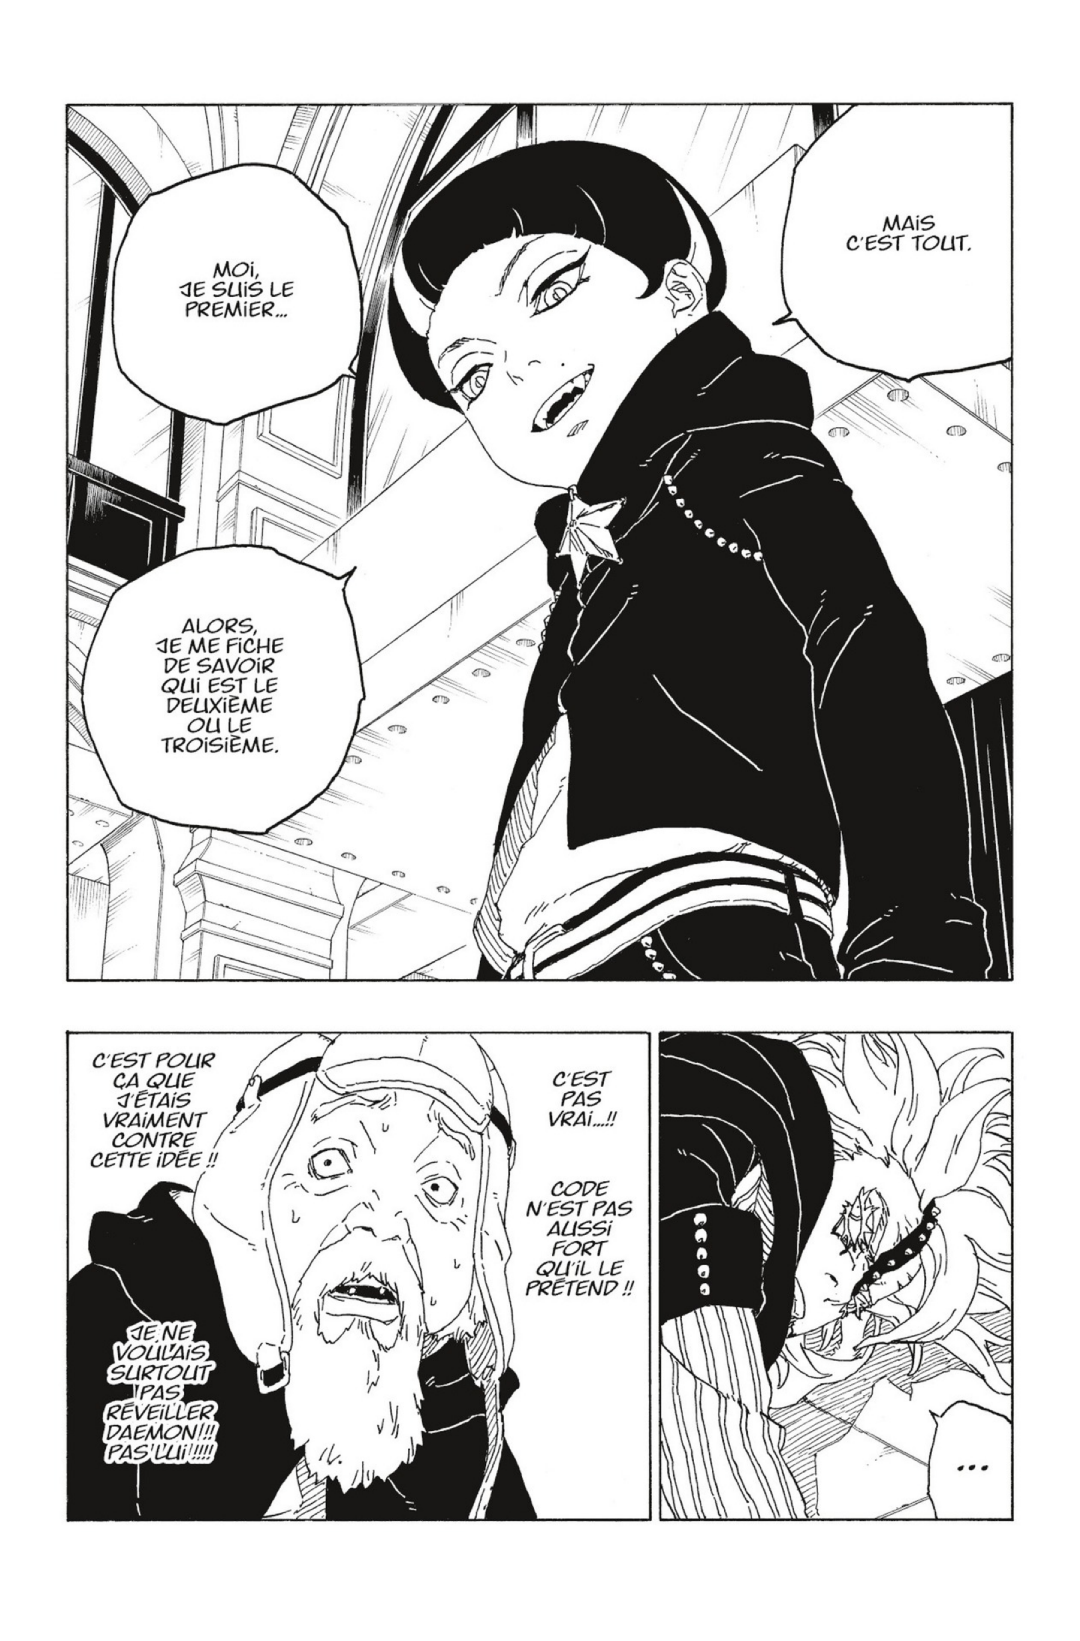 MAIS
C'EST TOUT.
MOI,
JE SUIS LE
PREMIER...
ALORS,
JE ME FICHE
DE SAVOIR
QUI EST LE
DEUXIÈME
OU LE
TROISIÈME.
...
C'EST
PAS
VRAI...!!
CODE
N'EST PAS
AUSSI
FORT
QU'IL LE
PRÉTEND !!
C'EST POUR
ÇA QUE
J'ÉTAIS
VRAIMENT
CONTRE
CETTE IDÉE !!
JE NE
VOULAIS
SURTOUT
PAS
RÉVEILLER
DAEMON !!
PAS LUI !!!!